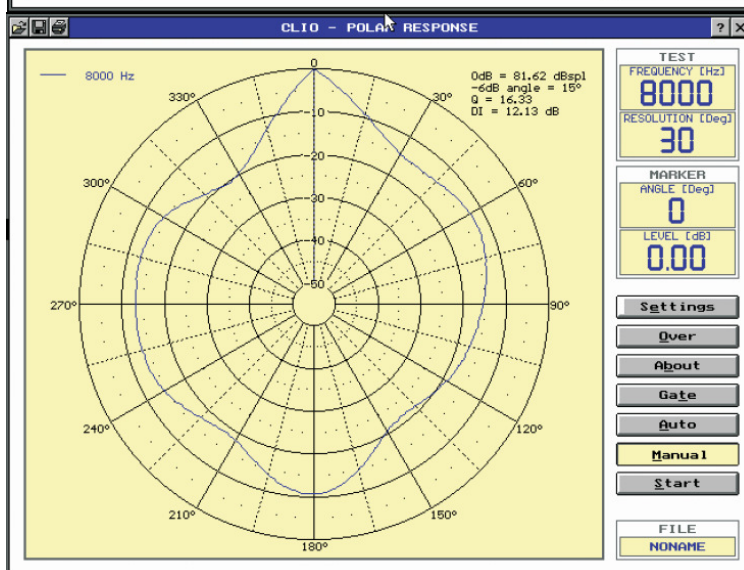 CLIO - POLAR RESPONSE
? X
8000 Hz
0dB = 81.62 dBspl
-6dB angle = 15°
Q = 16.33
DI = 12.13 dB
0
330°
30°
-10
-20
300°
60°
-30
-40
-50
270°
90°
240°
120°
210°
150°
180°
TEST
FREQUENCY [Hz]
8000
RESOLUTION [Deg]
30
MARKER
ANGLE [Deg]
0
LEVEL [dB]
0.00
Settings
Over
About
Gate
Auto
Manual
Start
FILE
NONAME